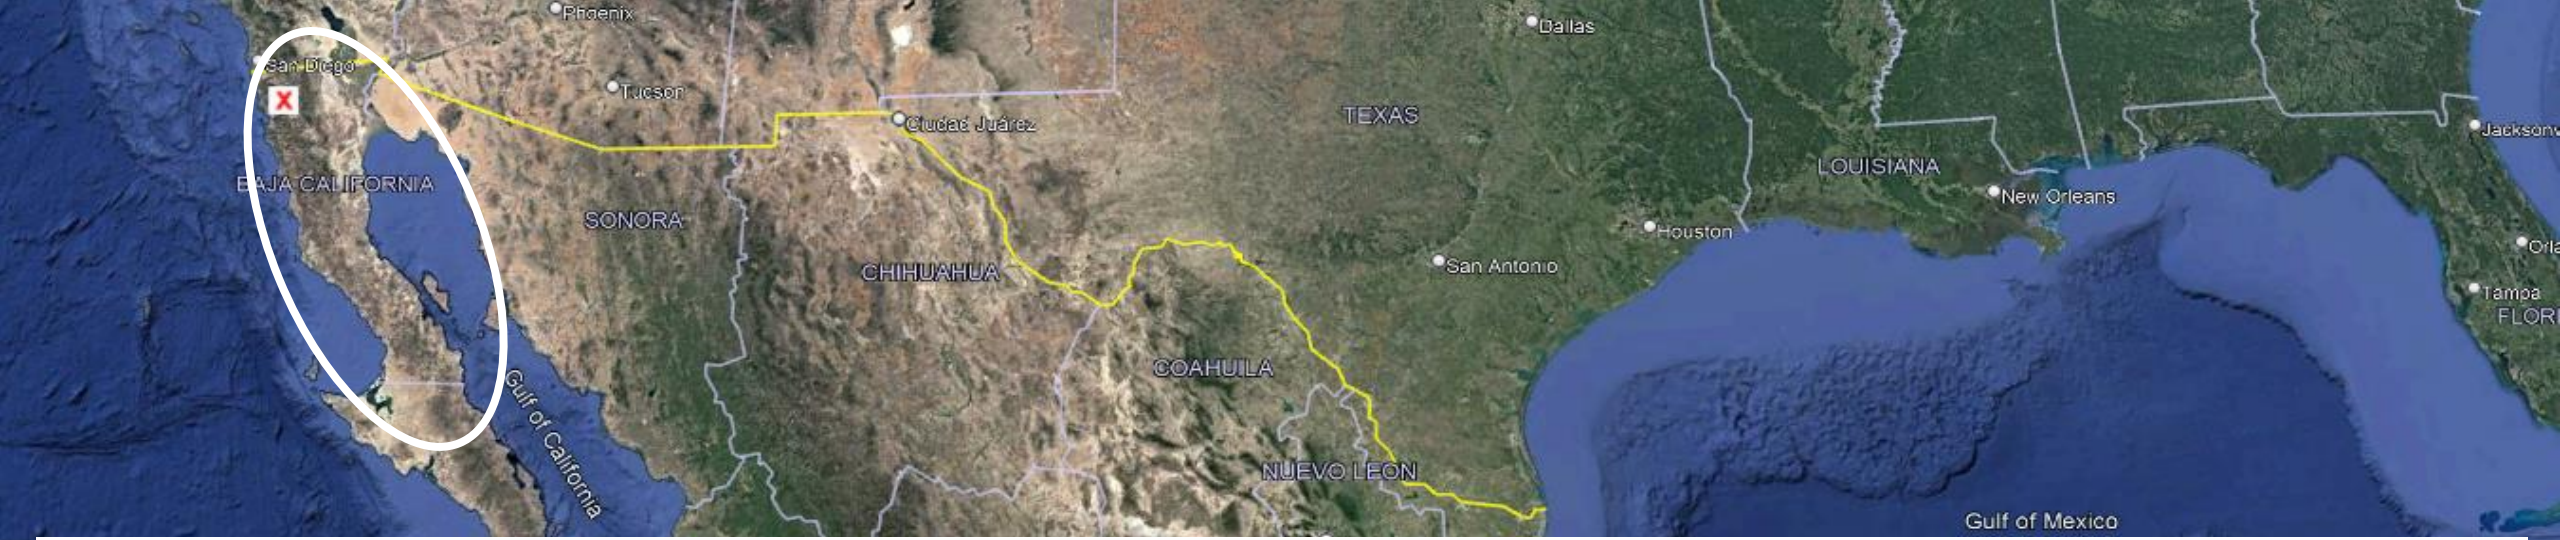 Phoenix
Dallas
San Diego
Tucson
X
TEXAS
Ciudad Juárez
Jacksonv
LOUISIANA
BAJA CALIFORNIA
New Orleans
SONORA
Houston
Orla
San Antonio
CHIHUAHUA
Tampa
FLORI
COAHUILA
Gulf of California
NUEVO LEON
Gulf of Mexico